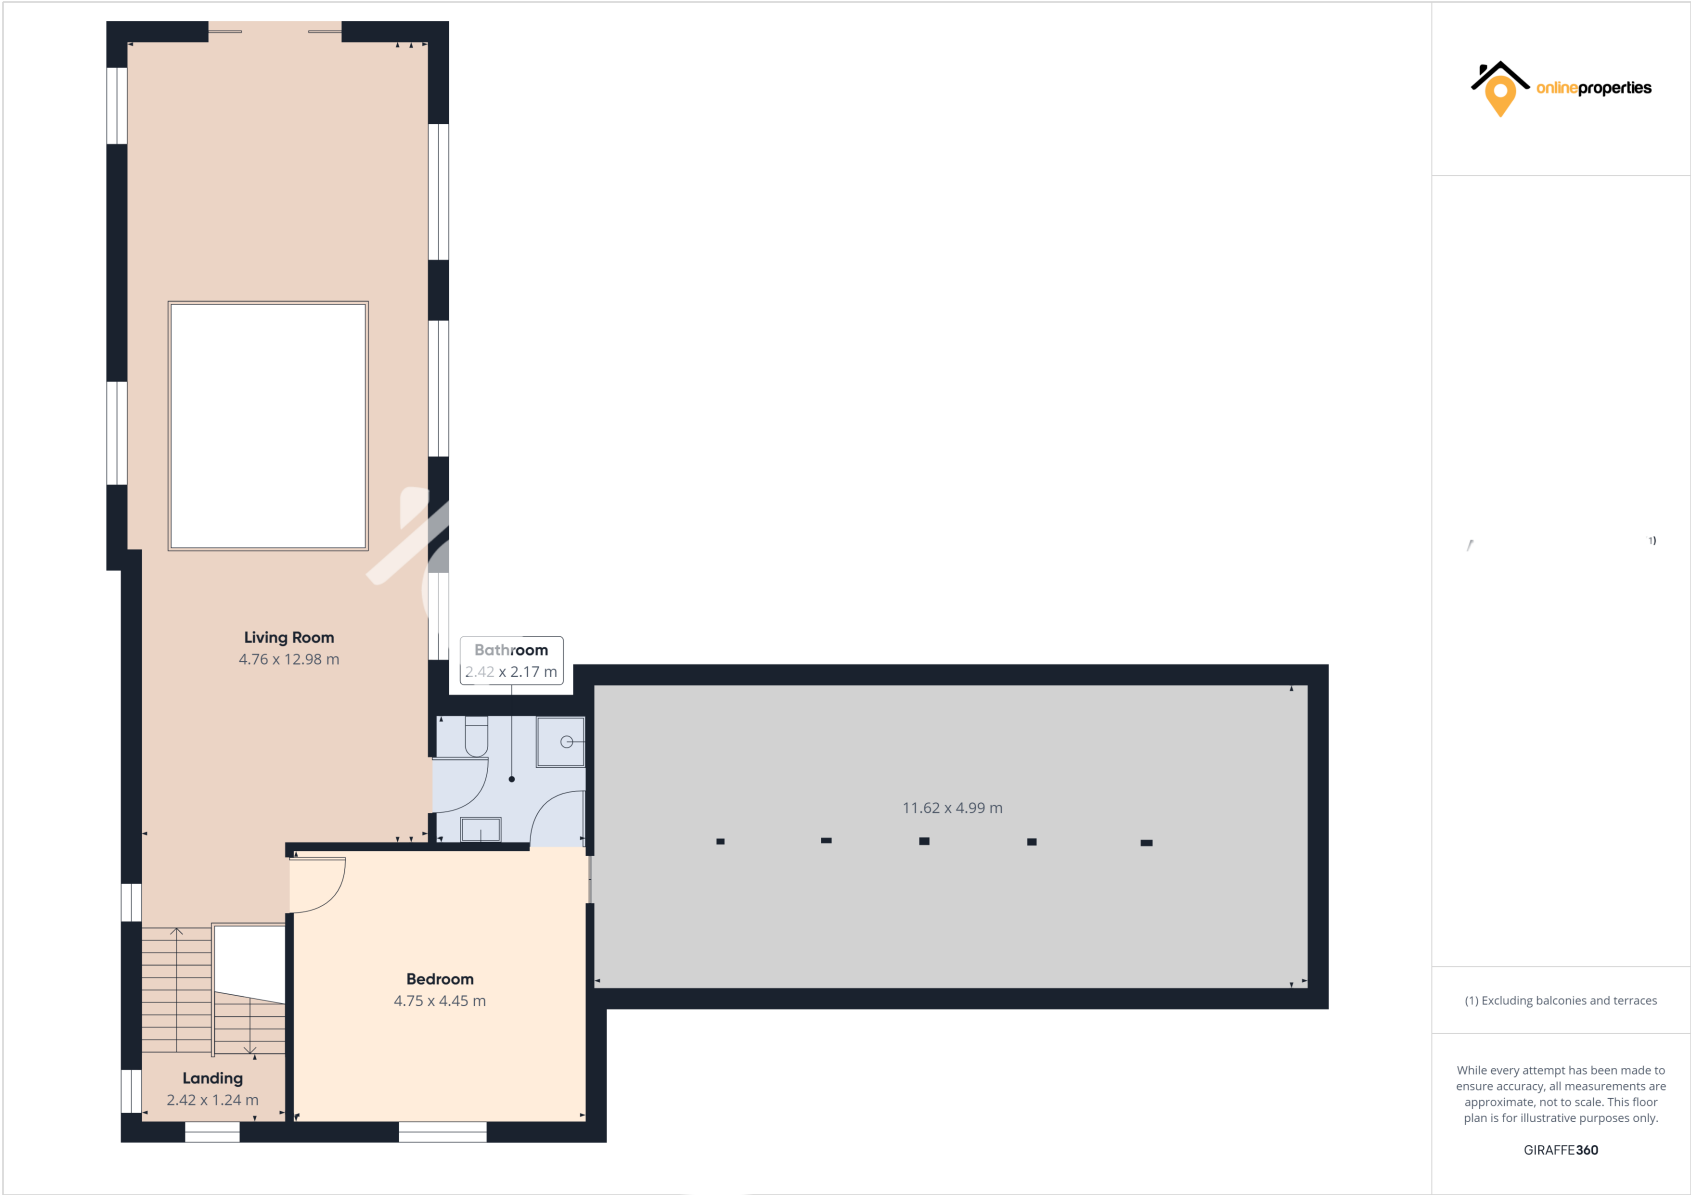 onlineproperties
Living Room
4.76 x 12.98 m
Bathroom
2.42 x 2.17 m
11.62 x 4.99 m
Bedroom
4.75 x 4.45 m
Landing
2.42 x 1.24 m
1)
(1) Excluding balconies and terraces
While every attempt has been made to
ensure accuracy, all measurements are
approximate, not to scale. This floor
plan is for illustrative purposes only.
GIRAFFE360